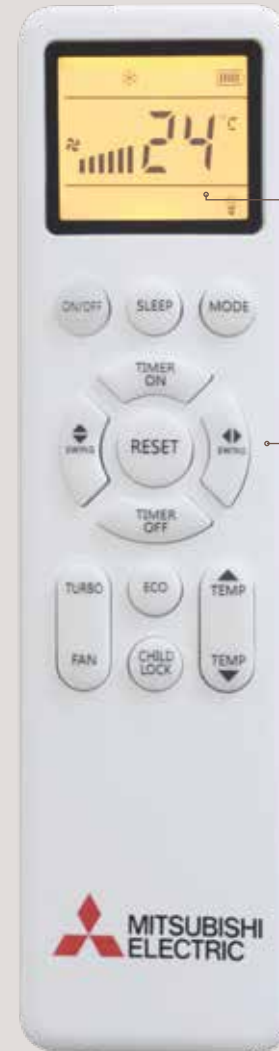 24 °C
ON/OFF SLEEP MODE
TIMER
ON
SWING RESET SWING
TIMER
OFF
TURBO ECO TEMP
FAN CHILD
LOCK TEMP
MITSUBISHI
ELECTRIC